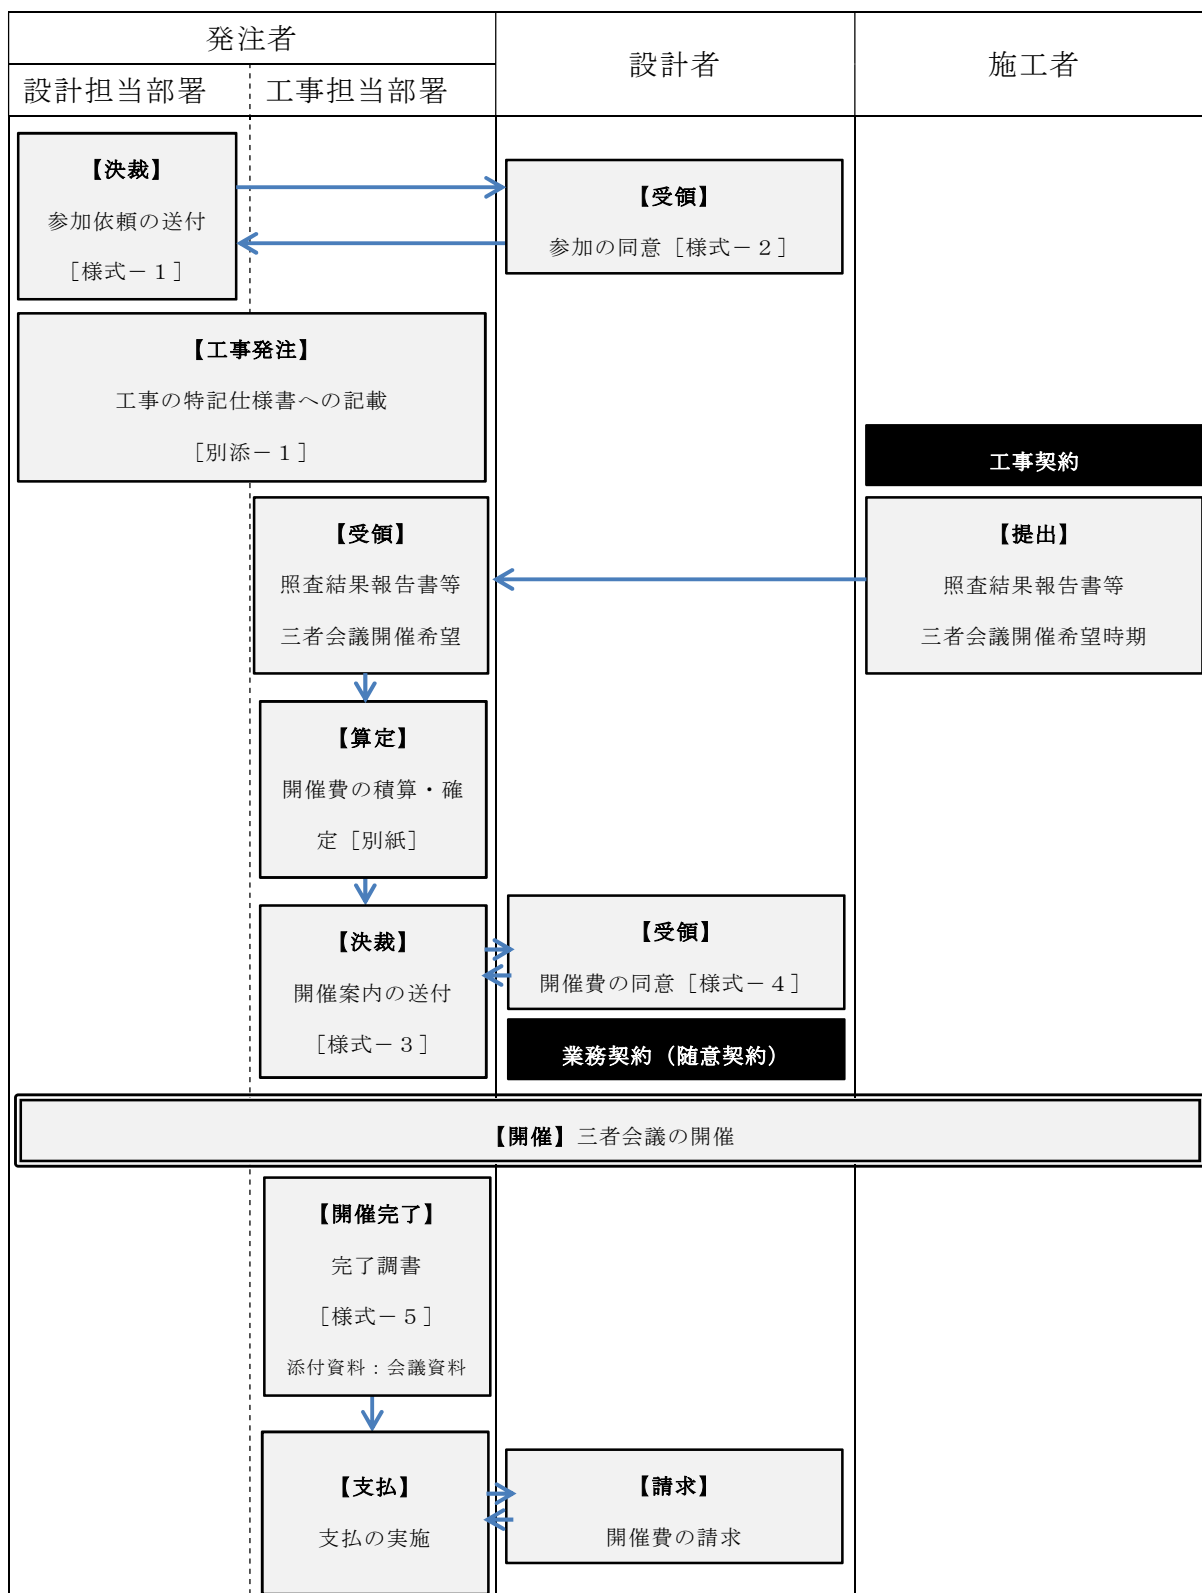 発注者
設計者
施工者
設計担当部署
工事担当部署
【決裁】
参加依頼の送付
［様式－１］
【受領】
参加の同意［様式－２］
【工事発注】
工事の特記仕様書への記載
［別添－１］
工事契約
【受領】
照査結果報告書等
三者会議開催希望
【提出】
照査結果報告書等
三者会議開催希望時期
【算定】
開催費の積算・確
定［別紙］
【決裁】
開催案内の送付
［様式－３］
【受領】
開催費の同意［様式－４］
業務契約（随意契約）
【開催】三者会議の開催
【開催完了】
完了調書
［様式－５］
添付資料：会議資料
【支払】
支払の実施
【請求】
開催費の請求